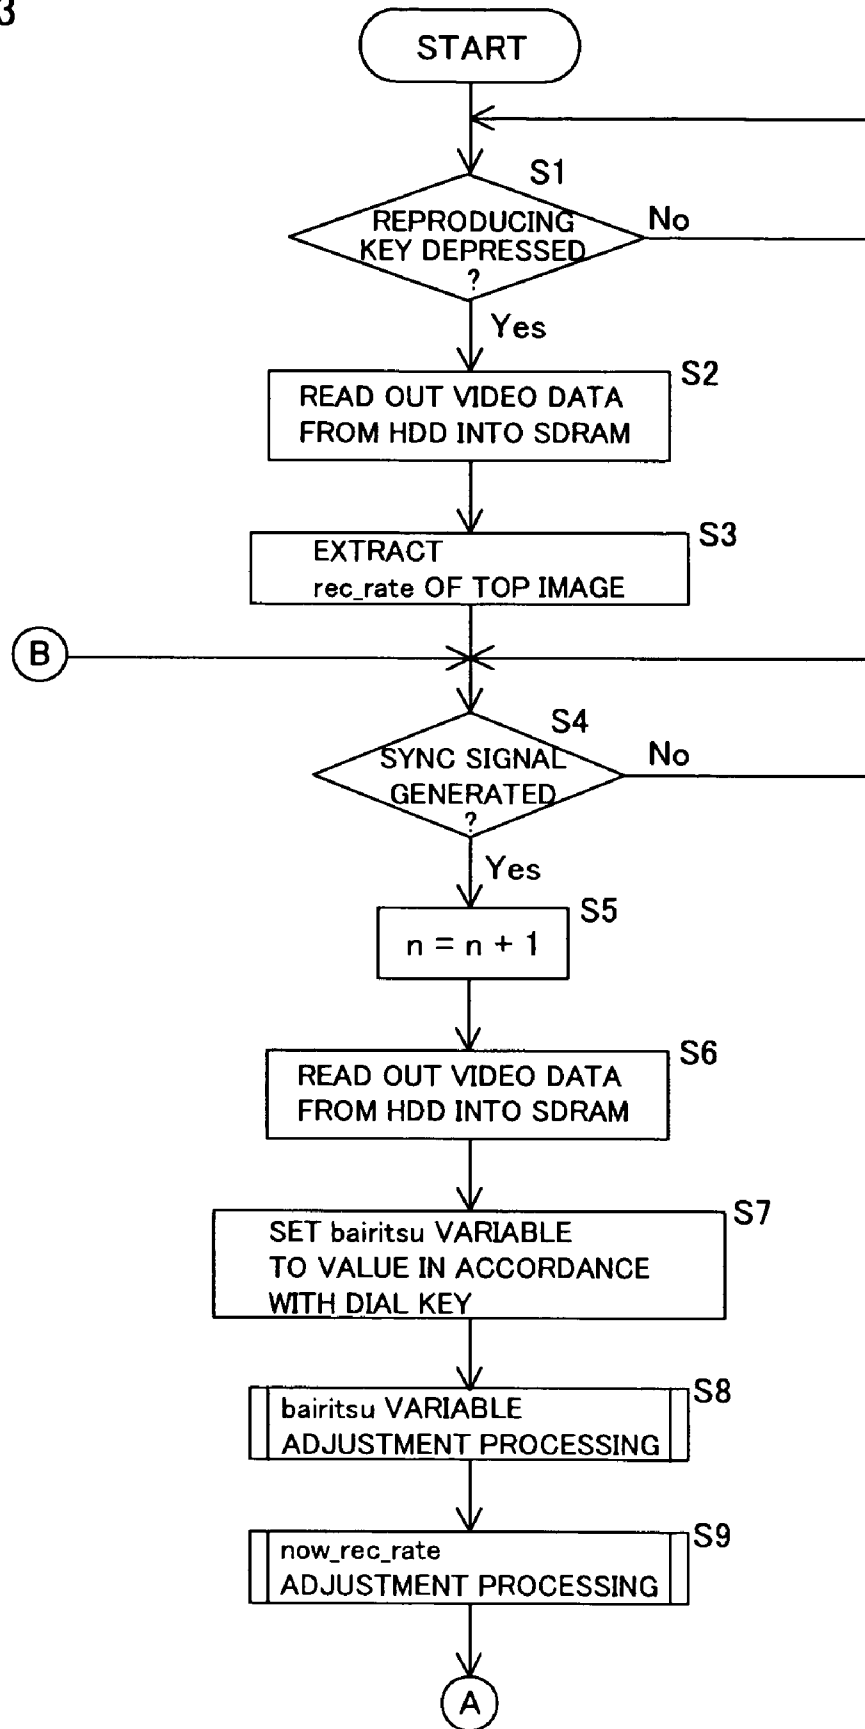 3
START
S1
REPRODUCING
KEY DEPRESSED
?
No
Yes
S2
READ OUT VIDEO DATA
FROM HDD INTO SDRAM
S3
EXTRACT
rec_rate OF TOP IMAGE
B
S4
SYNC SIGNAL
GENERATED
?
No
Yes
S5
n = n + 1
S6
READ OUT VIDEO DATA
FROM HDD INTO SDRAM
S7
SET bairitsu VARIABLE
TO VALUE IN ACCORDANCE
WITH DIAL KEY
S8
bairitsu VARIABLE
ADJUSTMENT PROCESSING
S9
now_rec_rate
ADJUSTMENT PROCESSING
A